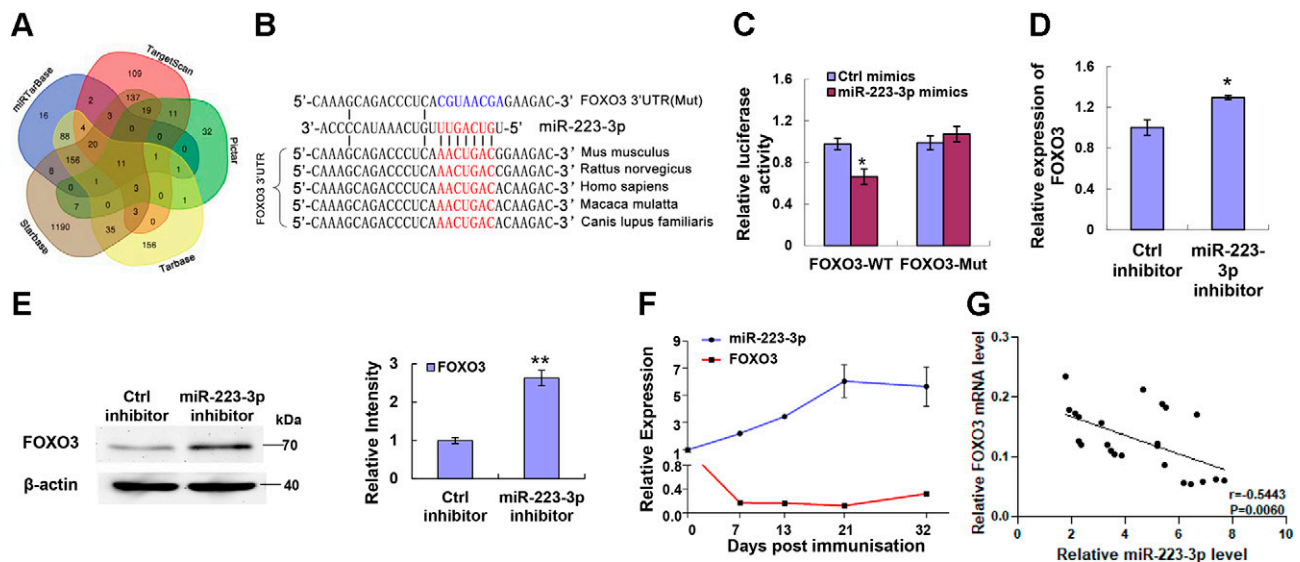 A
miRTarBase
TargetScan
Pictar
Tarbase
Starbase
109
16
2
137
19
11
32
88
4
3
0
0
20
0
156
11
1
1
6
0
1
3
0
1
7
0
3
0
1190
35
156
B
5'-CAAAGCAGACCCUCACGUAACGAGAAGAC-3' FOXO3 3'UTR(Mut)
3'-ACCCCAUAAACUGUUUGACUGU-5' miR-223-3p
FOXO3 3'UTR
5'-CAAAGCAGACCCUCAAACUGACGGAAGAC-3' Mus musculus
5'-CAAAGCAGACCCUCAAACUGACCGAAGAC-3' Rattus norvegicus
5'-CAAAGCAGACCCUCAAACUGACACAAGAC-3' Homo sapiens
5'-CAAAGCAGACCCUCAAACUGACACAAGAC-3' Macaca mulatta
5'-CAAAGCAGACCCUCAAACUGACACAAGAC-3' Canis lupus familiaris
C
Relative luciferase
activity
1.6
1.2
0.8
0.4
0
Ctrl mimics
miR-223-3p mimics
*
FOXO3-WT FOXO3-Mut
D
Relative expression of
FOXO3
1.8
1.5
1.2
0.9
0.6
*
Ctrl
inhibitor
miR-223-
3p
inhibitor
E
Ctrl
inhibitor
miR-223-3p
inhibitor
kDa
FOXO3
70
β-actin
40
Relative Intensity
3
2
1
0
FOXO3
**
Ctrl
inhibitor
miR-223-3p
inhibitor
F
Relative Expression
9
7
5
3
1
0.8
0.4
0.0
miR-223-3p
FOXO3
0 7 13 21 32
Days post immunisation
G
Relative FOXO3 mRNA level
0.3
0.2
0.1
0.0
r=-0.5443
P=0.0060
0 2 4 6 8 10
Relative miR-223-3p level